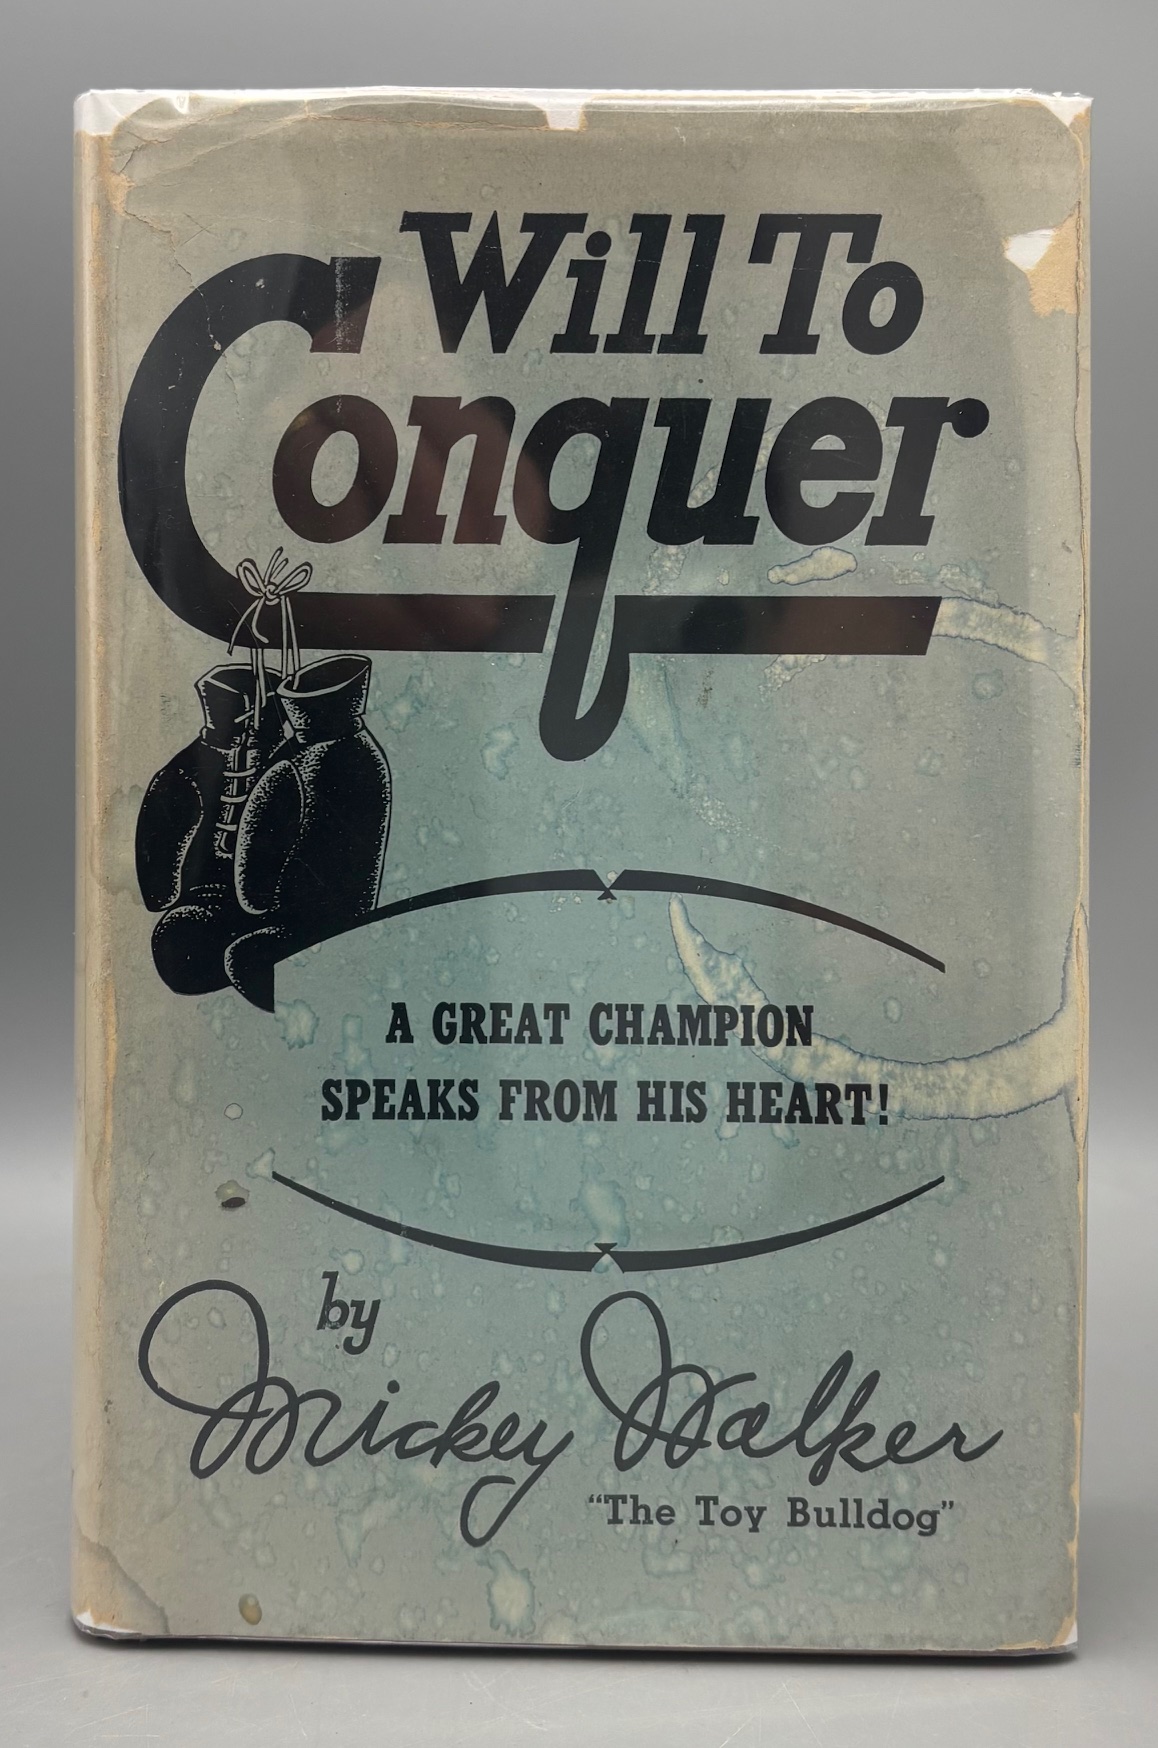 Will To
Conquer
A GREAT CHAMPION
SPEAKS FROM HIS HEART!
by
Mickey Walker
“The Toy Bulldog”